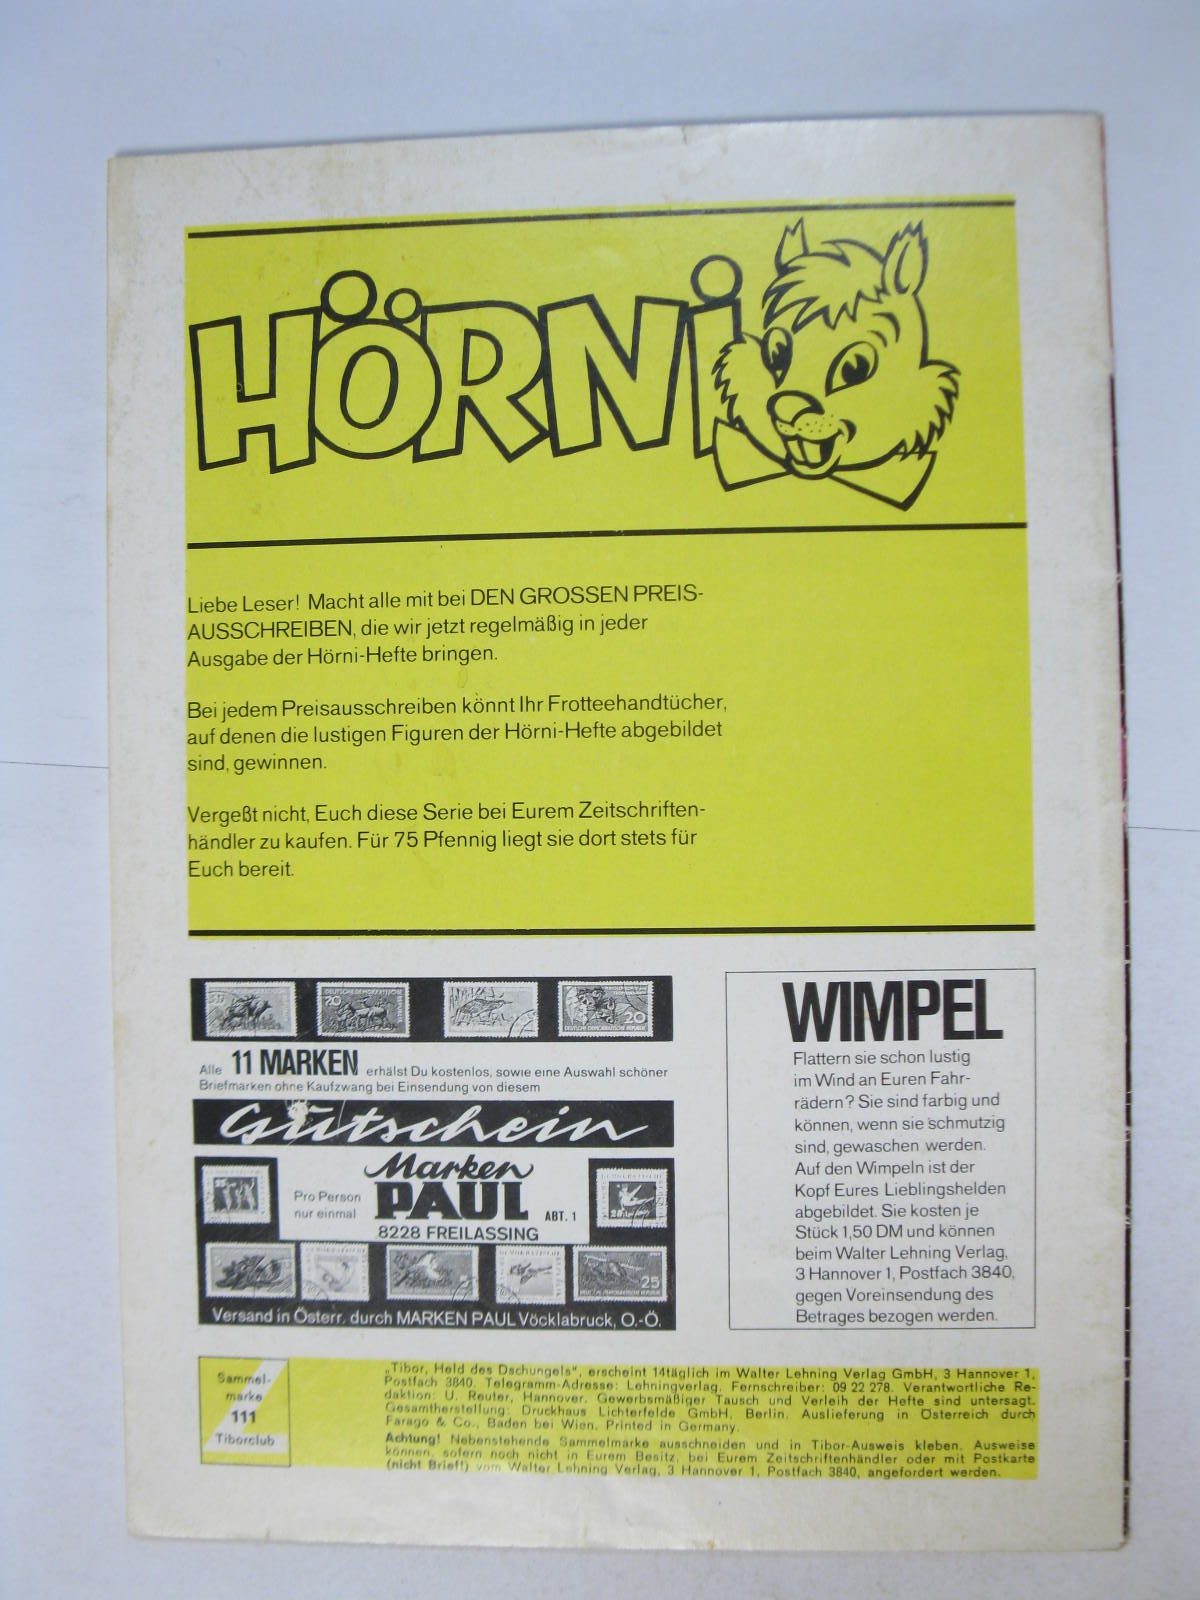 HÖRNI
Liebe Leser! Macht alle mit bei DEN GROSSEN PREIS-
AUSSCHREIBEN, die wir jetzt regelmäßig in jeder
Ausgabe der Hörni-Hefte bringen.
Bei jedem Preisausschreiben könnt Ihr Frotteehandtücher,
auf denen die lustigen Figuren der Hörni-Hefte abgebildet
sind, gewinnen.
Vergeßt nicht, Euch diese Serie bei Eurem Zeitschriften-
händler zu kaufen. Für 75 Pfennig liegt sie dort stets für
Euch bereit.
20
20
Alle 11 MARKEN erhälst Du kostenlos, sowie eine Auswahl schöner
Briefmarken ohne Kaufzwang bei Einsendung von diesem
Gutschein
Marken
PAUL
Pro Person
nur einmal
ABT. 1
8228 FREILASSING
25
Versand in Österr. durch MARKEN PAUL Vöcklabruck, O.-Ö.
WIMPEL
Flattern sie schon lustig
im Wind an Euren Fahr-
rädern? Sie sind farbig und
können, wenn sie schmutzig
sind, gewaschen werden.
Auf den Wimpeln ist der
Kopf Eures Lieblingshelden
abgebildet. Sie kosten je
Stück 1,50 DM und können
beim Walter Lehning Verlag,
3 Hannover 1, Postfach 3840,
gegen Voreinsendung des
Betrages bezogen werden.
Sammel-
marke
111
Tiborclub
„Tibor, Held des Dschungels", erscheint 14täglich im Walter Lehning Verlag GmbH, 3 Hannover 1,
Postfach 3840. Telegramm-Adresse: Lehningverlag. Fernschreiber: 09 22 278. Verantwortliche Re-
daktion: U. Reuter, Hannover. Gewerbsmäßiger Tausch und Verleih der Hefte sind untersagt.
Gesamtherstellung: Druckhaus Lichterfelde GmbH, Berlin. Auslieferung in Österreich durch
Farago & Co., Baden bei Wien. Printed in Germany.
Achtung! Nebenstehende Sammelmarke ausschneiden und in Tibor-Ausweis kleben. Ausweise
können, sofern noch nicht in Eurem Besitz, bei Eurem Zeitschriftenhändler oder mit Postkarte
(nicht Brief!) vom Walter Lehning Verlag, 3 Hannover 1, Postfach 3840, angefordert werden.